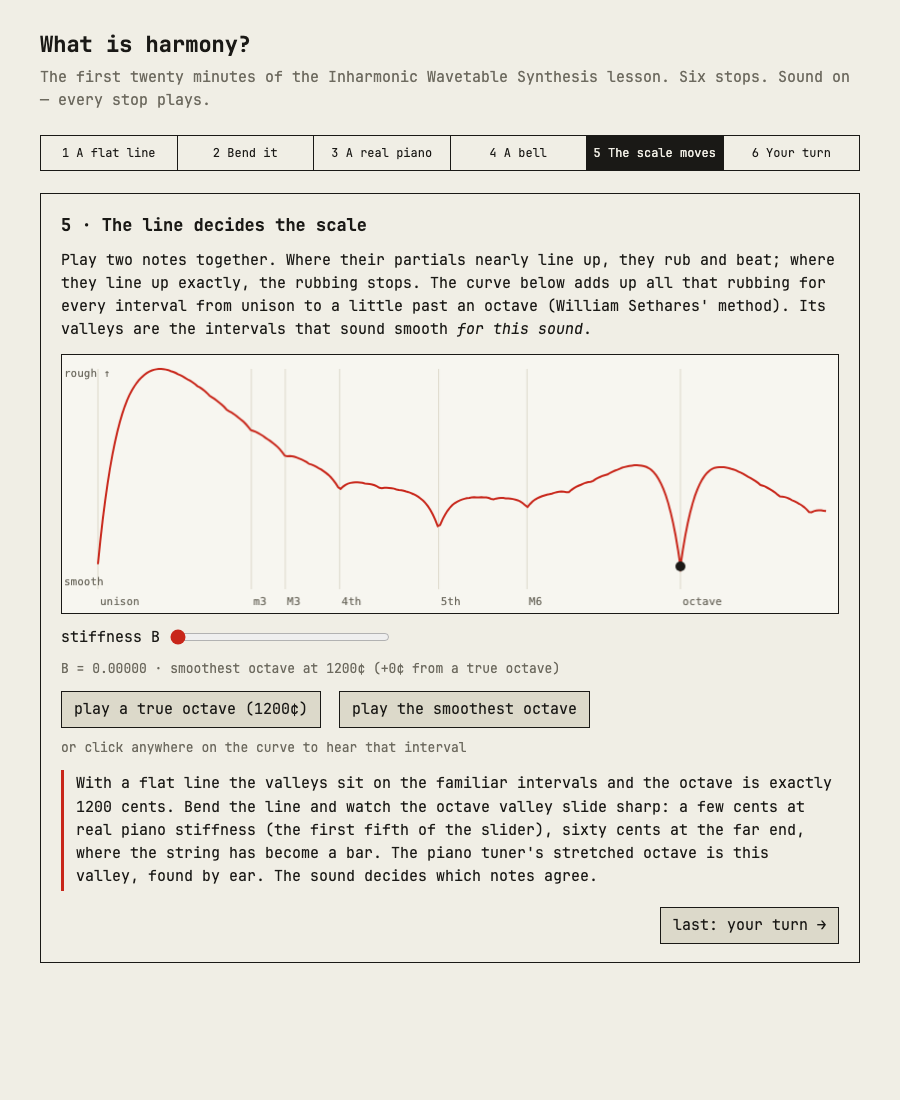 What is harmony?
The first twenty minutes of the Inharmonic Wavetable Synthesis lesson. Six stops. Sound on
— every stop plays.
1 A flat line
2 Bend it
3 A real piano
4 A bell
5 The scale moves
6 Your turn
5 · The line decides the scale
Play two notes together. Where their partials nearly line up, they rub and beat; where
they line up exactly, the rubbing stops. The curve below adds up all that rubbing for
every interval from unison to a little past an octave (William Sethares' method). Its
valleys are the intervals that sound smooth for this sound.
rough ↑
smooth
unison
m3
M3
4th
5th
M6
octave
stiffness B
B = 0.00000 · smoothest octave at 1200¢ (+0¢ from a true octave)
play a true octave (1200¢)
play the smoothest octave
or click anywhere on the curve to hear that interval
With a flat line the valleys sit on the familiar intervals and the octave is exactly
1200 cents. Bend the line and watch the octave valley slide sharp: a few cents at
real piano stiffness (the first fifth of the slider), sixty cents at the far end,
where the string has become a bar. The piano tuner's stretched octave is this
valley, found by ear. The sound decides which notes agree.
last: your turn →